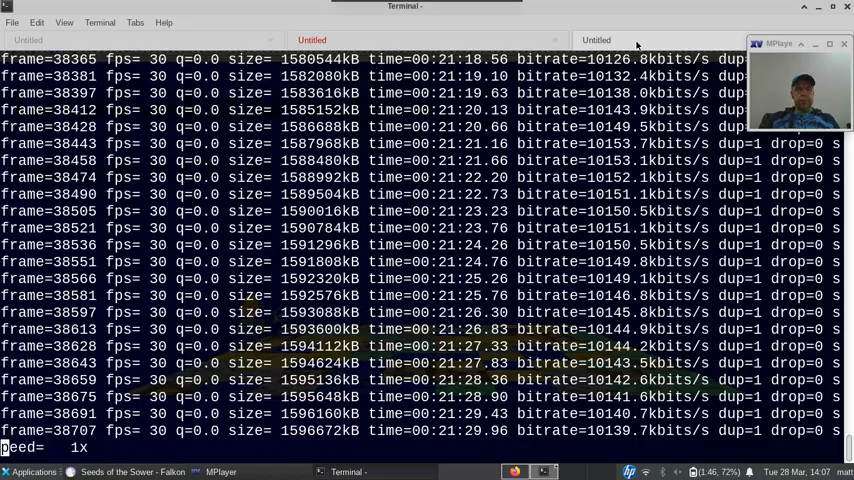 Terminal -
File Edit View Terminal Tabs Help
Untitled Untitled Untitled
MPlaye
frame=38365 fps= 30 q=0.0 size= 1580544kB time=00:21:18.56 bitrate=10126.8kbits/s dup=
frame=38381 fps= 30 q=0.0 size= 1582080kB time=00:21:19.10 bitrate=10132.4kbits/s dup=
frame=38397 fps= 30 q=0.0 size= 1583616kB time=00:21:19.63 bitrate=10138.0kbits/s dup=
frame=38412 fps= 30 q=0.0 size= 1585152kB time=00:21:20.13 bitrate=10143.9kbits/s dup=
frame=38428 fps= 30 q=0.0 size= 1586688kB time=00:21:20.66 bitrate=10149.5kbits/s dup=
frame=38443 fps= 30 q=0.0 size= 1587968kB time=00:21:21.16 bitrate=10153.7kbits/s dup=1 drop=0 s
frame=38458 fps= 30 q=0.0 size= 1588480kB time=00:21:21.66 bitrate=10153.1kbits/s dup=1 drop=0 s
frame=38474 fps= 30 q=0.0 size= 1588992kB time=00:21:22.20 bitrate=10152.1kbits/s dup=1 drop=0 s
frame=38490 fps= 30 q=0.0 size= 1589504kB time=00:21:22.73 bitrate=10151.1kbits/s dup=1 drop=0 s
frame=38505 fps= 30 q=0.0 size= 1590016kB time=00:21:23.23 bitrate=10150.5kbits/s dup=1 drop=0 s
frame=38521 fps= 30 q=0.0 size= 1590784kB time=00:21:23.76 bitrate=10151.1kbits/s dup=1 drop=0 s
frame=38536 fps= 30 q=0.0 size= 1591296kB time=00:21:24.26 bitrate=10150.5kbits/s dup=1 drop=0 s
frame=38551 fps= 30 q=0.0 size= 1591808kB time=00:21:24.76 bitrate=10149.8kbits/s dup=1 drop=0 s
frame=38566 fps= 30 q=0.0 size= 1592320kB time=00:21:25.26 bitrate=10149.1kbits/s dup=1 drop=0 s
frame=38581 fps= 30 q=0.0 size= 1592576kB time=00:21:25.76 bitrate=10146.8kbits/s dup=1 drop=0 s
frame=38597 fps= 30 q=0.0 size= 1593088kB time=00:21:26.30 bitrate=10145.8kbits/s dup=1 drop=0 s
frame=38613 fps= 30 q=0.0 size= 1593600kB time=00:21:26.83 bitrate=10144.9kbits/s dup=1 drop=0 s
frame=38628 fps= 30 q=0.0 size= 1594112kB time=00:21:27.33 bitrate=10144.2kbits/s dup=1 drop=0 s
frame=38643 fps= 30 q=0.0 size= 1594624kB time=00:21:27.83 bitrate=10143.5kbits/s dup=1 drop=0 s
frame=38659 fps= 30 q=0.0 size= 1595136kB time=00:21:28.36 bitrate=10142.6kbits/s dup=1 drop=0 s
frame=38675 fps= 30 q=0.0 size= 1595648kB time=00:21:28.90 bitrate=10141.6kbits/s dup=1 drop=0 s
frame=38691 fps= 30 q=0.0 size= 1596160kB time=00:21:29.43 bitrate=10140.7kbits/s dup=1 drop=0 s
frame=38707 fps= 30 q=0.0 size= 1596672kB time=00:21:29.96 bitrate=10139.7kbits/s dup=1 drop=0 s
peed= 1x
Applications Seeds of the Sower - Falkon MPlayer Terminal - hp (1:46, 72%) Tue 28 Mar, 14:07 matt